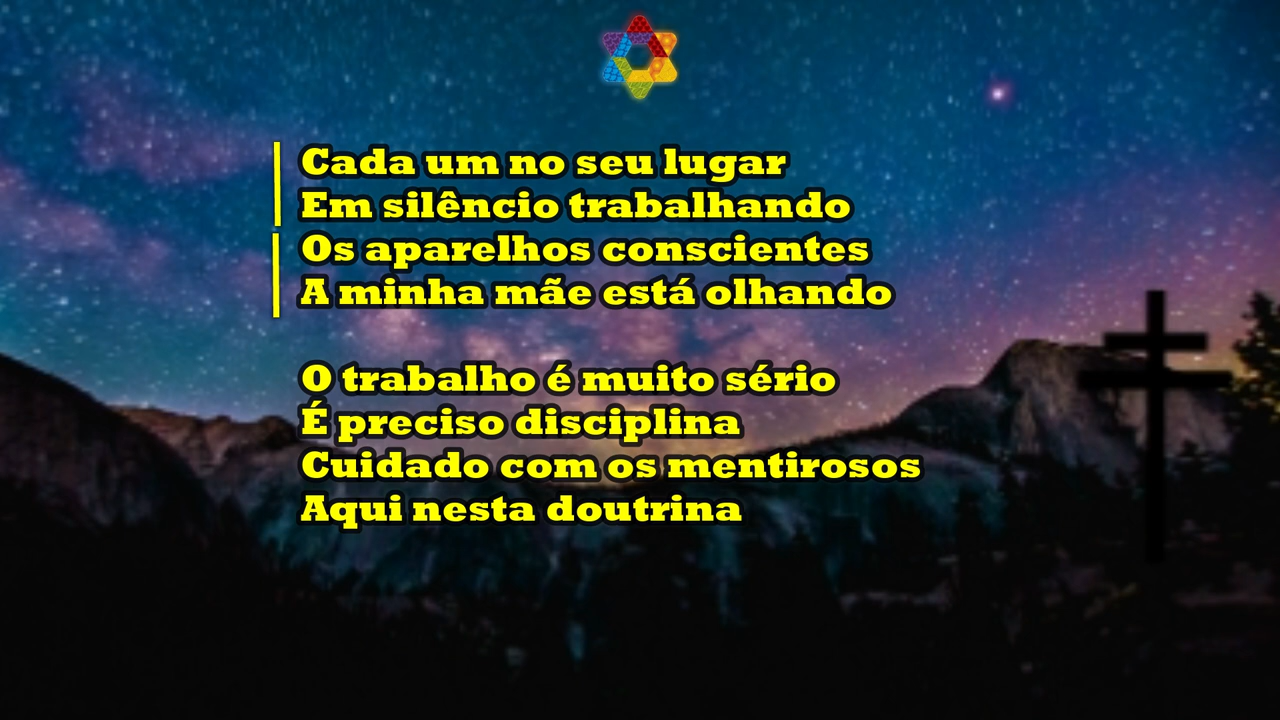 Cada um no seu lugar
Em silêncio trabalhando
Os aparelhos conscientes
A minha mãe está olhando
O trabalho é muito sério
É preciso disciplina
Cuidado com os mentirosos
Aqui nesta doutrina